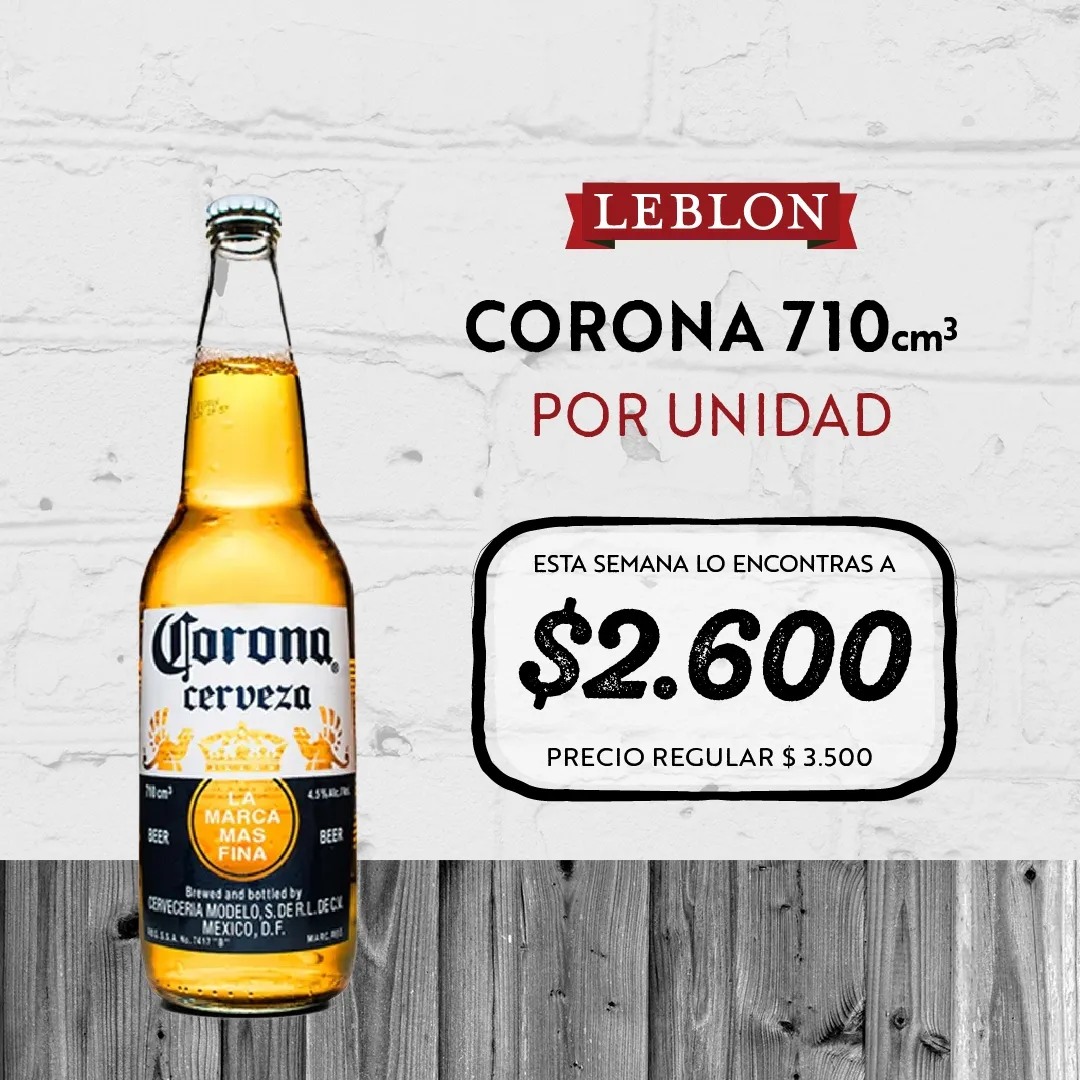 LEBLON
CORONA 710cm³
POR UNIDAD
ESTA SEMANA LO ENCONTRAS A
$2.600
PRECIO REGULAR $ 3.500
Corona®
cerveza
710 cm³
4.5% Alc./Vol.
LA
MARCA
MAS
FINA
BEER
BEER
Brewed and bottled by
CERVECERIA MODELO, S. DE R.L. DE C.V.
MEXICO, D.F.
MARC. REG.